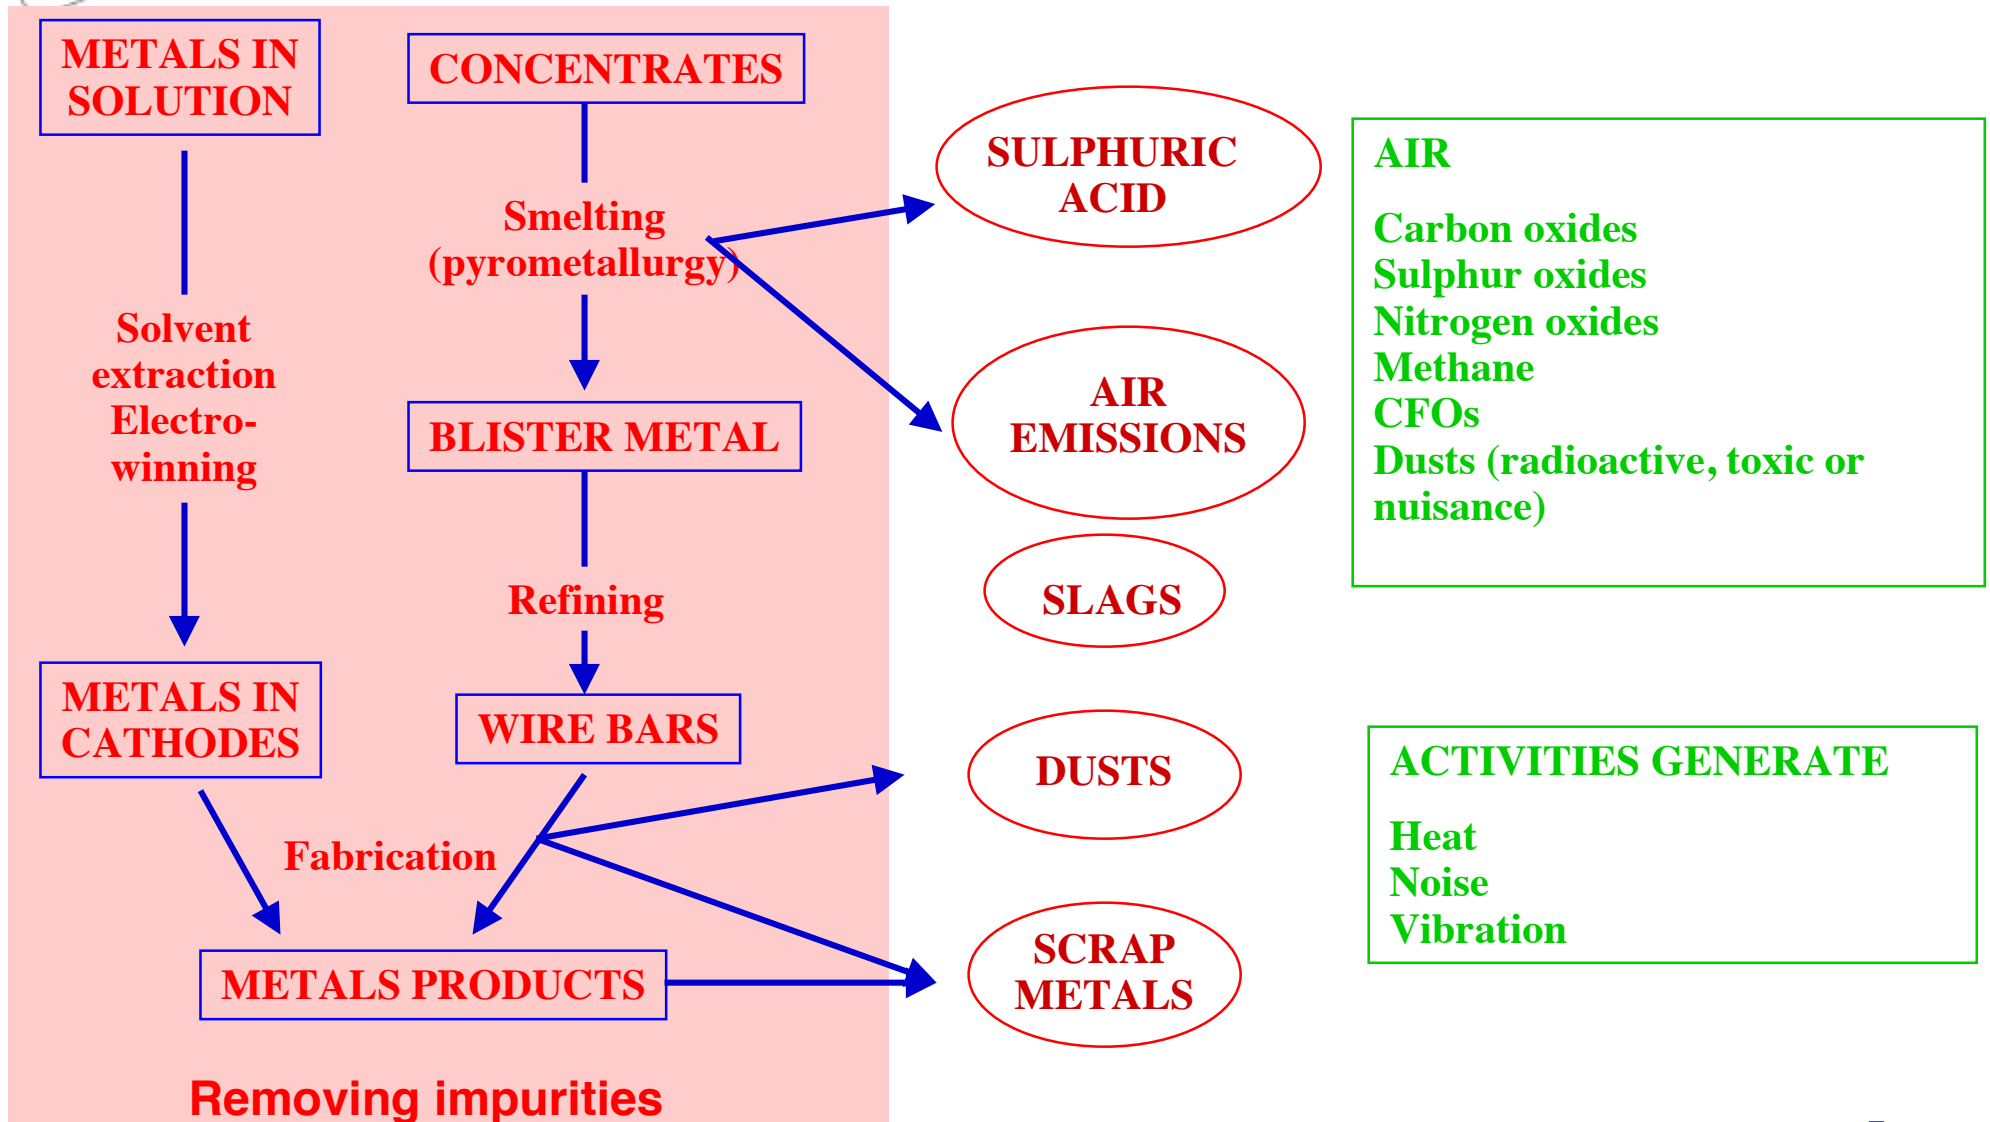 METALS IN
SOLUTION
CONCENTRATES
Smelting
(pyrometallurgy)
Solvent
extraction
Electro-
winning
BLISTER METAL
Refining
METALS IN
CATHODES
WIRE BARS
Fabrication
METALS PRODUCTS
Removing impurities
SULPHURIC
ACID
AIR
EMISSIONS
SLAGS
DUSTS
SCRAP
METALS
AIR
Carbon oxides
Sulphur oxides
Nitrogen oxides
Methane
CFOs
Dusts (radioactive, toxic or
nuisance)
ACTIVITIES GENERATE
Heat
Noise
Vibration